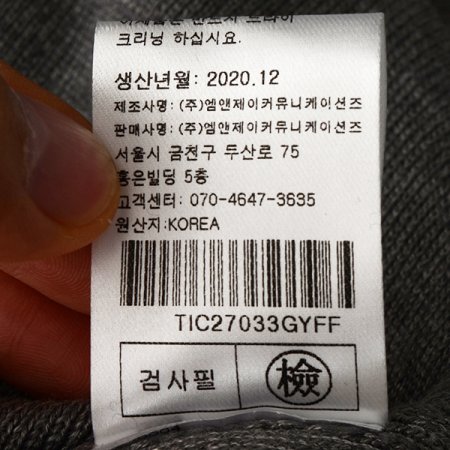 크리닝 하십시요.
생산년월: 2020.12
제조사명: (주)엠앤제이커뮤니케이션즈
판매사명: (주)엠앤제이커뮤니케이션즈
서울시 금천구 두산로 75
홍은빌딩 5층
고객센터: 070-4647-3635
원산지:KOREA
TIC27033GYFF
검사필 檢